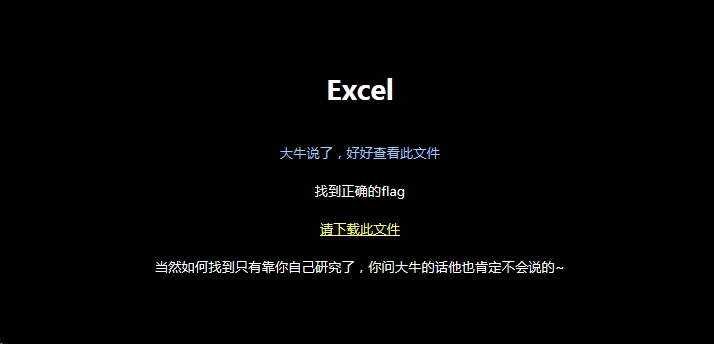 Excel
大牛说了，好好查看此文件
找到正确的flag
请下载此文件
当然如何找到只有靠你自己研究了，你问大牛的话他也肯定不会说的~